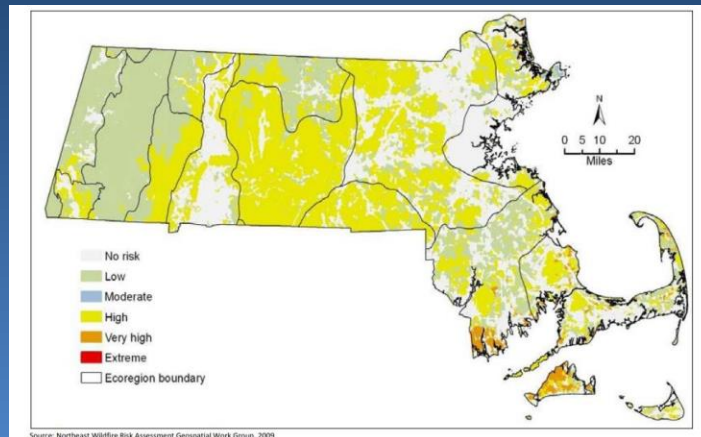 N
0 5 10 20
Miles
No risk
Low
Moderate
High
Very high
Extreme
Ecoregion boundary
Source: Northeast Wildfire Risk Assessment Geospatial Work Group, 2009